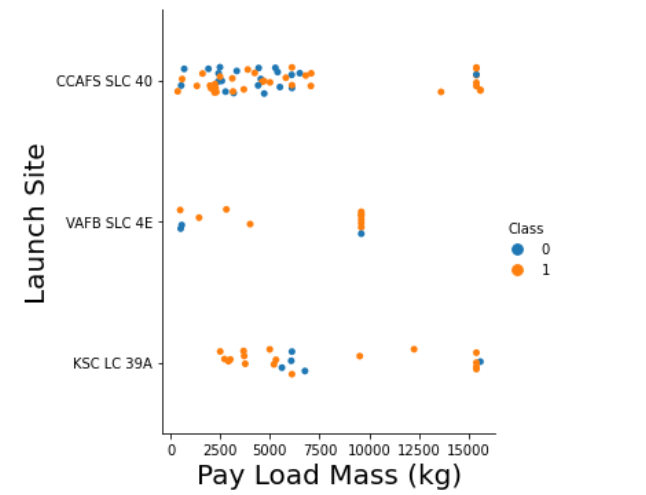 CCAFS SLC 40
VAFB SLC 4E
KSC LC 39A
Launch Site
0 2500 5000 7500 10000 12500 15000
Pay Load Mass (kg)
Class
0
1